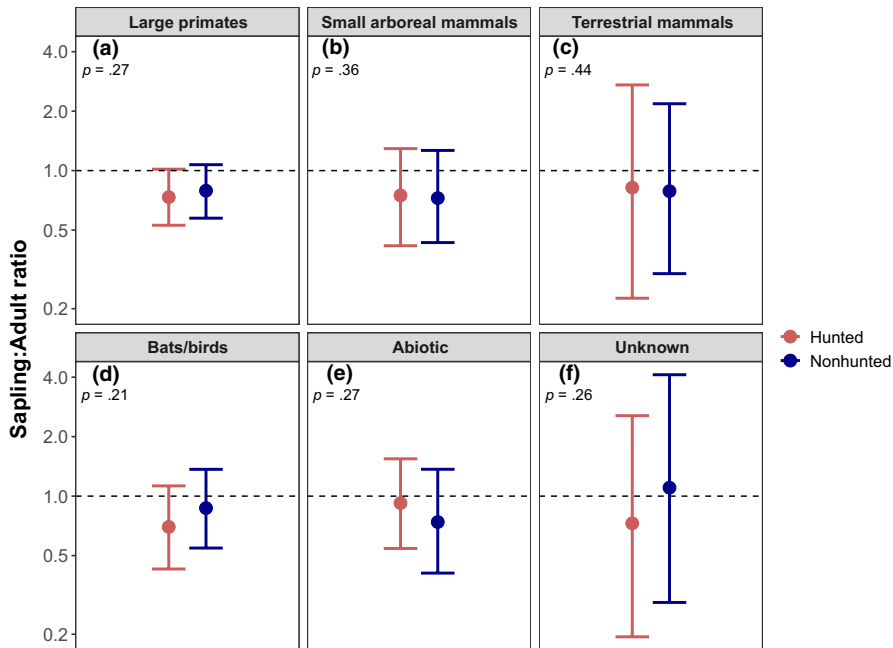 Large primates
Small arboreal mammals
Terrestrial mammals
(a)
p = .27
(b)
p = .36
(c)
p = .44
4.0
2.0
1.0
0.5
0.2
Sapling:Adult ratio
Hunted
Nonhunted
Bats/birds
Abiotic
Unknown
(d)
p = .21
(e)
p = .27
(f)
p = .26
4.0
2.0
1.0
0.5
0.2